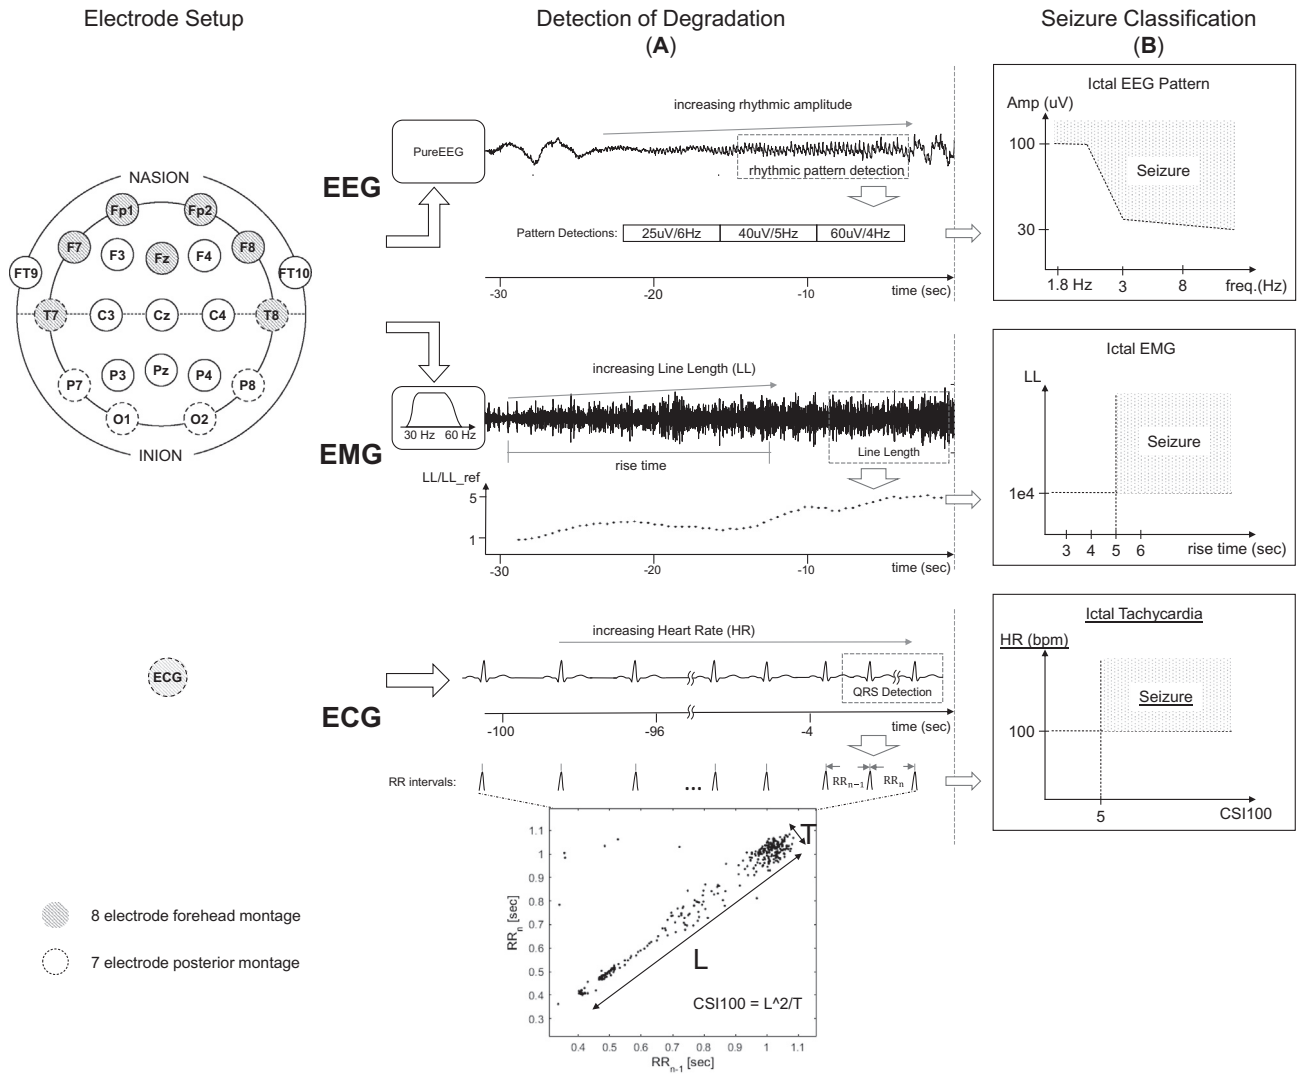 Electrode Setup
Detection of Degradation
(A)
Seizure Classification
(B)
NASION
Fp1
Fp2
F7
F3
Fz
F4
F8
FT9
FT10
T7
C3
Cz
C4
T8
P7
P3
Pz
P4
P8
O1
O2
INION
EEG
PureEEG
increasing rhythmic amplitude
rhythmic pattern detection
Pattern Detections:
25uV/6Hz
40uV/5Hz
60uV/4Hz
-30
-20
-10
time (sec)
Ictal EEG Pattern
Amp (uV)
100
30
Seizure
1.8 Hz
3
8
freq.(Hz)
EMG
30 Hz
60 Hz
increasing Line Length (LL)
rise time
Line Length
LL/LL_ref
5
1
-30
-20
-10
time (sec)
Ictal EMG
LL
1e4
Seizure
3
4
5
6
rise time (sec)
ECG
ECG
increasing Heart Rate (HR)
QRS Detection
-100
-96
-4
time (sec)
RR intervals:
...
RRn-1
RRn
Ictal Tachycardia
HR (bpm)
100
Seizure
5
CSI100
1.1
1
0.9
0.8
0.7
0.6
0.5
0.4
0.3
RRn [sec]
T
L
CSI100 = L^2/T
0.4
0.5
0.6
0.7
0.8
0.9
1
1.1
RRn-1 [sec]
8 electrode forehead montage
7 electrode posterior montage